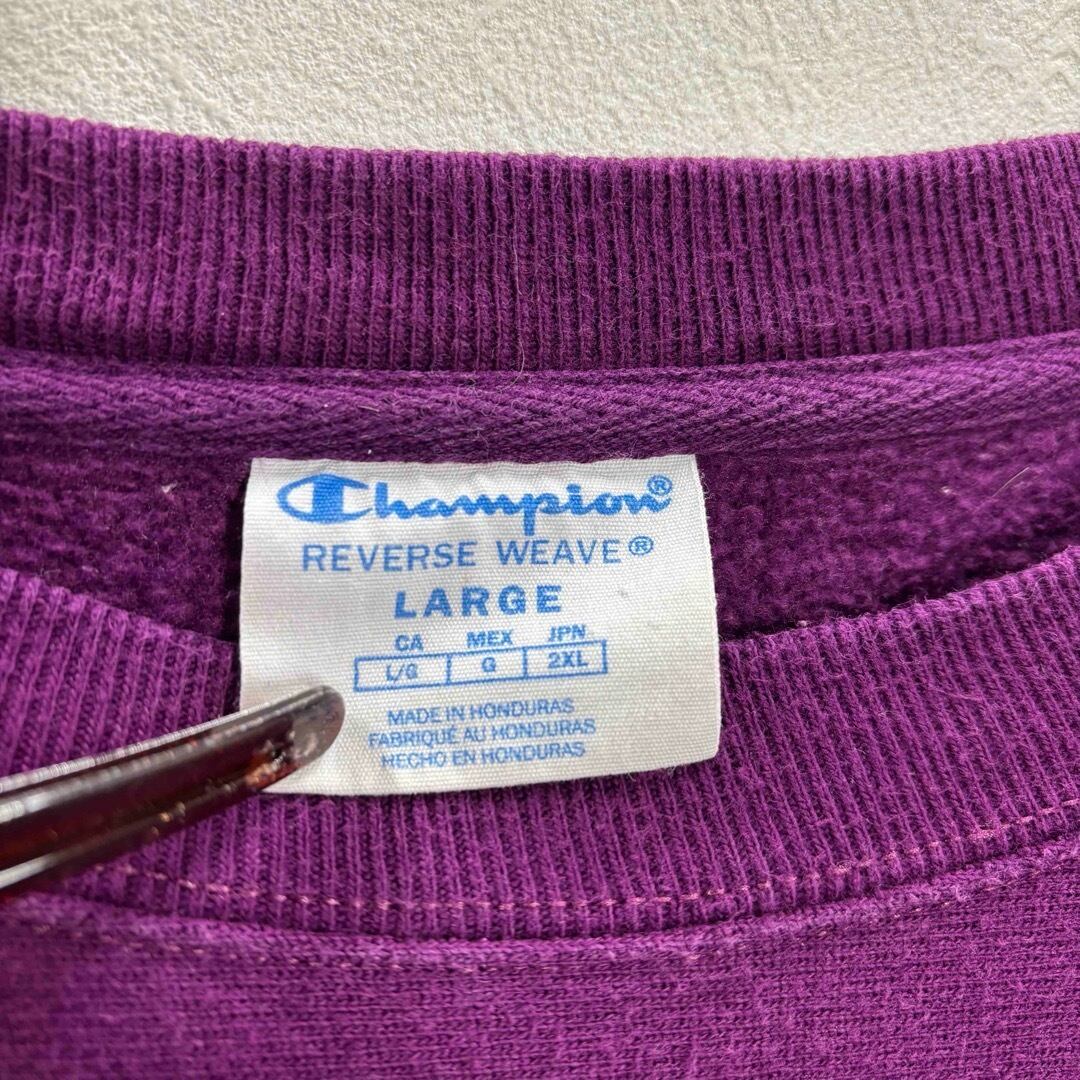 Champion®
REVERSE WEAVE®
LARGE
CA MEX JPN
L/G G 2XL
MADE IN HONDURAS
FABRIQUÉ AU HONDURAS
HECHO EN HONDURAS